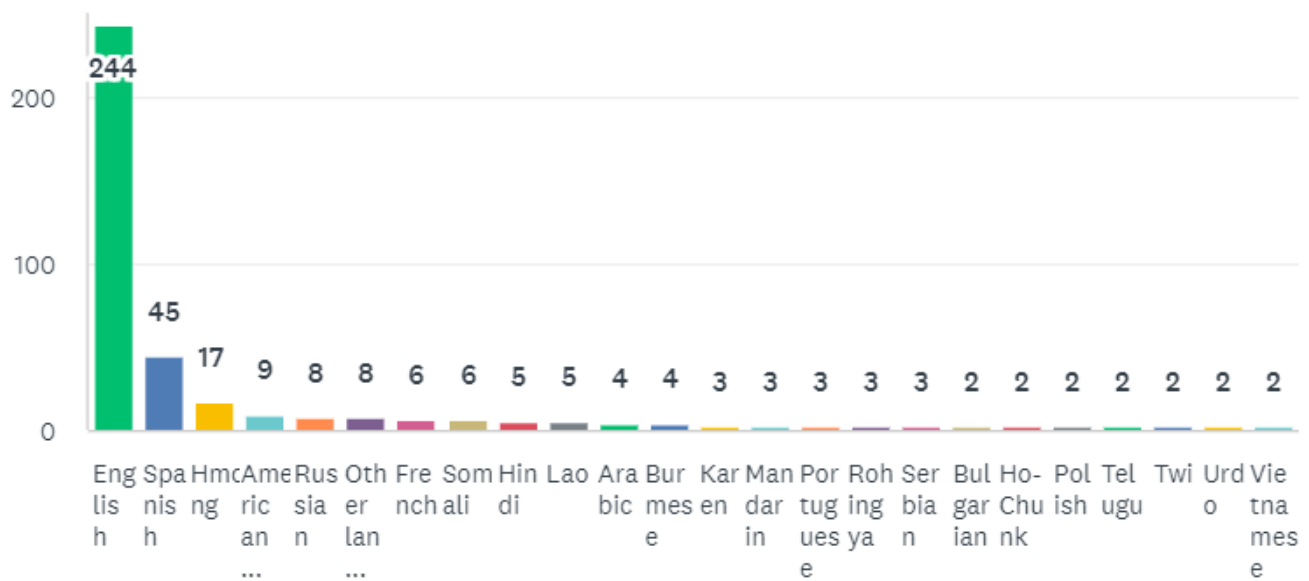 244
200
100
0
45
17
9
8
8
6
6
5
5
4
4
3
3
3
3
3
2
2
2
2
2
2
2
Eng
lis
h
Spa
nis
h
Hmo
ng
Ame
ric
an
...
Rus
sia
n
Oth
er
lan
...
Fre
nch
Som
ali
Hin
di
Lao
Ara
bic
Bur
mes
e
Kar
en
Man
dar
in
Por
tug
ues
e
Roh
ing
ya
Ser
bia
n
Bul
gar
ian
Ho-
Chu
nk
Pol
ish
Tel
ugu
Twi
Urd
o
Vie
tna
mes
e